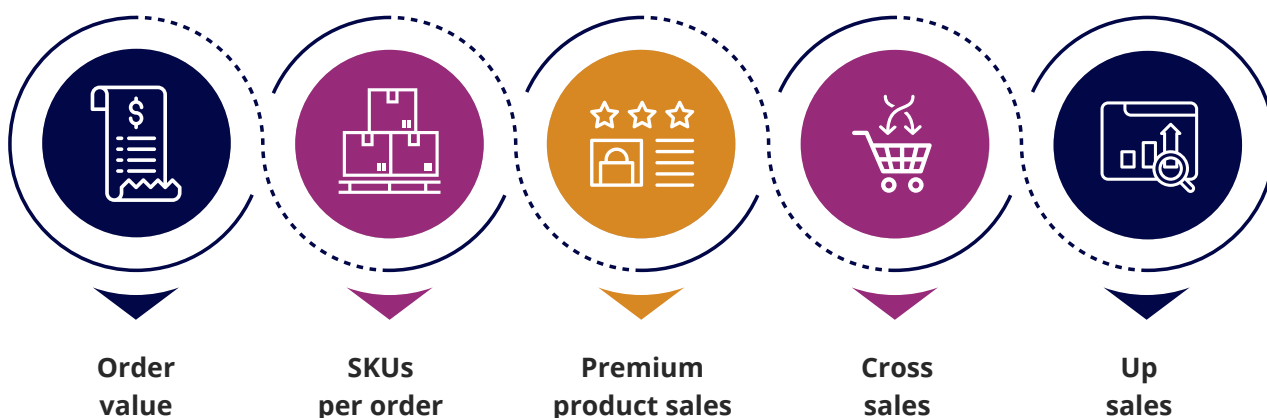 $
Order
value
SKUs
per order
Premium
product sales
Cross
sales
Up
sales